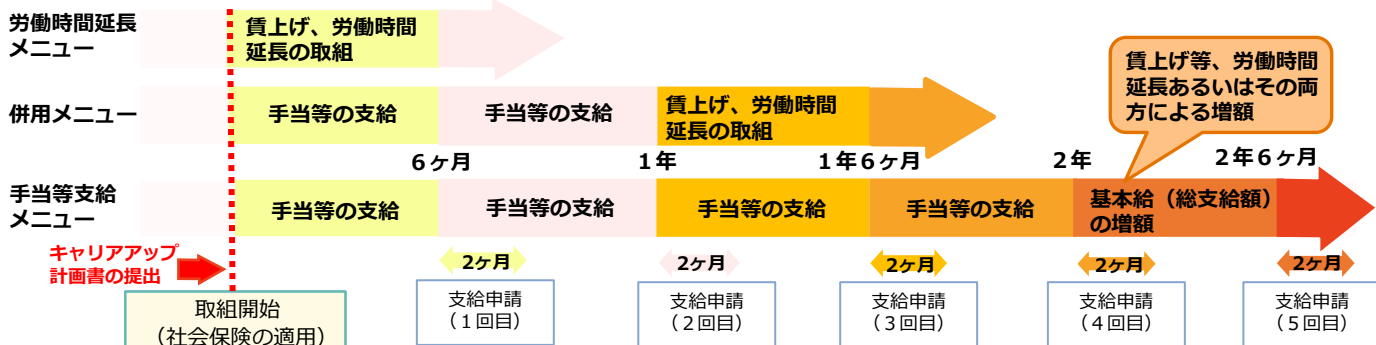 労働時間延長
メニュー
賃上げ、労働時間
延長の取組
賃上げ等、労働時間
延長あるいはその両
方による増額
併用メニュー
手当等の支給
手当等の支給
賃上げ、労働時間
延長の取組
6ヶ月
1年
1年6ヶ月
2年
2年6ヶ月
手当等支給
メニュー
手当等の支給
手当等の支給
手当等の支給
手当等の支給
基本給（総支給額）
の増額
キャリアアップ
計画書の提出
2ヶ月
2ヶ月
2ヶ月
2ヶ月
2ヶ月
取組開始
（社会保険の適用）
支給申請
（1回目）
支給申請
（2回目）
支給申請
（3回目）
支給申請
（4回目）
支給申請
（5回目）